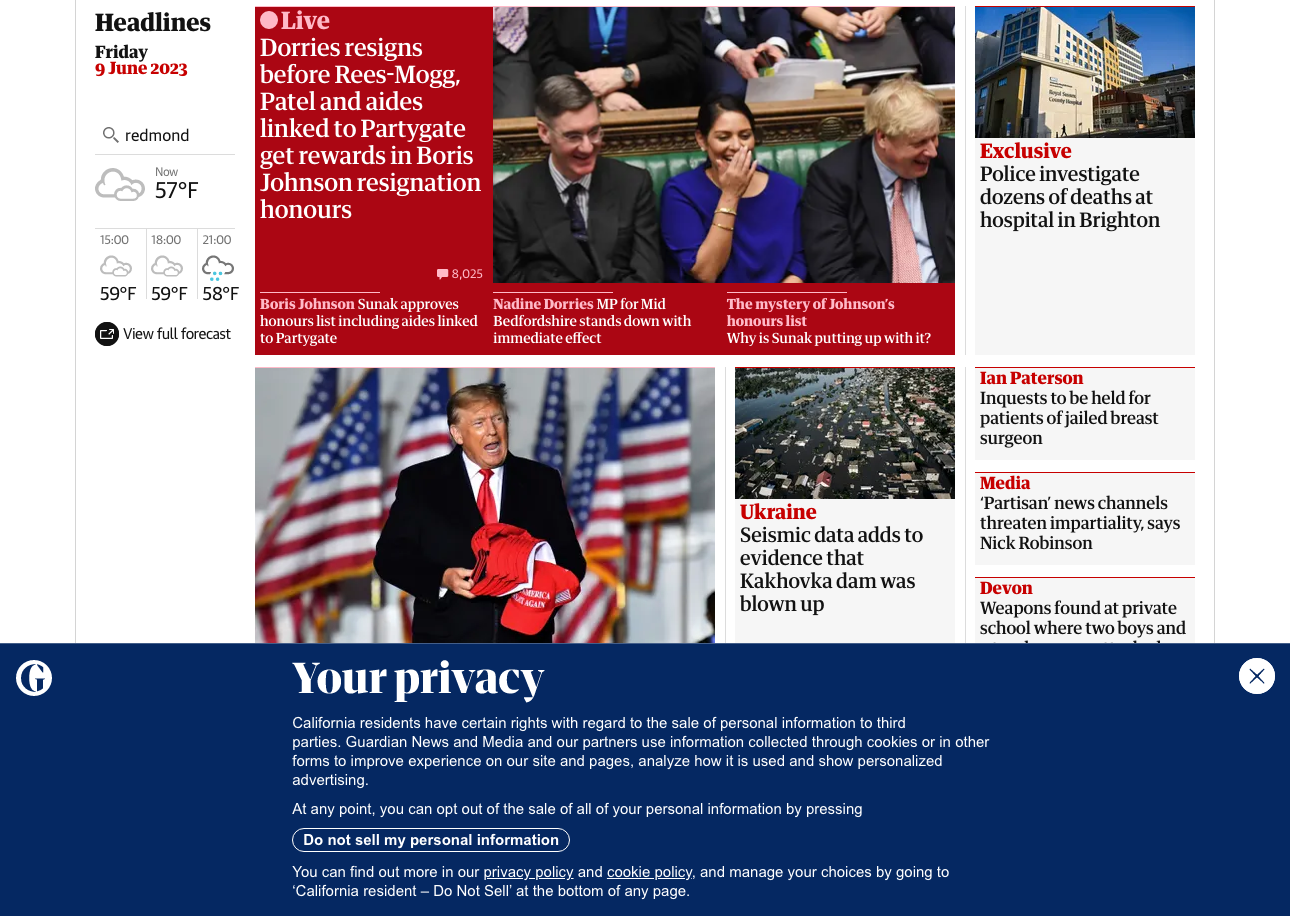 Headlines
Friday
9 June 2023
redmond
Now
57°F
15:00
59°F
18:00
59°F
21:00
58°F
View full forecast
Live
Dorries resigns
before Rees-Mogg,
Patel and aides
linked to Partygate
get rewards in Boris
Johnson resignation
honours
8,025
Boris Johnson Sunak approves
honours list including aides linked
to Partygate
Nadine Dorries MP for Mid
Bedfordshire stands down with
immediate effect
The mystery of Johnson's
honours list
Why is Sunak putting up with it?
Royal Sussex
County Hospital
Exclusive
Police investigate
dozens of deaths at
hospital in Brighton
AMERICA
AGAIN
Ukraine
Seismic data adds to
evidence that
Kakhovka dam was
blown up
Ian Paterson
Inquests to be held for
patients of jailed breast
surgeon
Media
‘Partisan’ news channels
threaten impartiality, says
Nick Robinson
Devon
Weapons found at private
school where two boys and
Your privacy
California residents have certain rights with regard to the sale of personal information to third
parties. Guardian News and Media and our partners use information collected through cookies or in other
forms to improve experience on our site and pages, analyze how it is used and show personalized
advertising.
At any point, you can opt out of the sale of all of your personal information by pressing
Do not sell my personal information
You can find out more in our privacy policy and cookie policy, and manage your choices by going to
‘California resident – Do Not Sell’ at the bottom of any page.